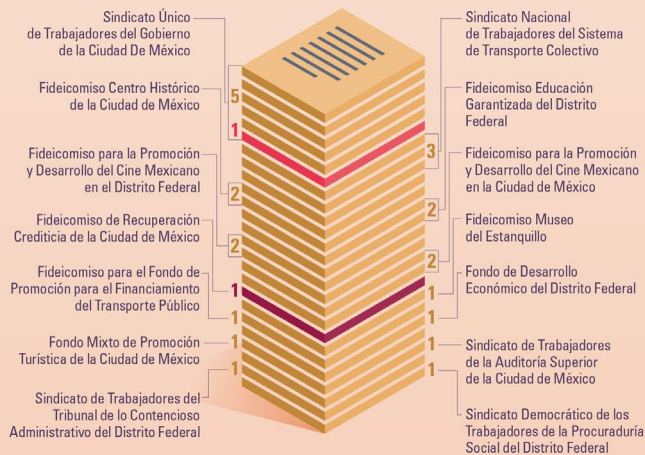 Sindicato Único
de Trabajadores del Gobierno
de la Ciudad De México
5
Fideicomiso Centro Histórico
de la Ciudad de México
1
Fideicomiso para la Promoción
y Desarrollo del Cine Mexicano
en el Distrito Federal
2
Fideicomiso de Recuperación
Crediticia de la Ciudad de México
2
Fideicomiso para el Fondo de
Promoción para el Financiamiento
del Transporte Público
1
1
Fondo Mixto de Promoción
Turística de la Ciudad de México
1
Sindicato de Trabajadores del
Tribunal de lo Contencioso
Administrativo del Distrito Federal
1
Sindicato Nacional
de Trabajadores del Sistema
de Transporte Colectivo
3
Fideicomiso Educación
Garantizada del Distrito
Federal
2
Fideicomiso para la Promoción
y Desarrollo del Cine Mexicano
en la Ciudad de México
2
Fideicomiso Museo
del Estanquillo
1
Fondo de Desarrollo
Económico del Distrito Federal
1
Sindicato de Trabajadores
de la Auditoría Superior
de la Ciudad de México
1
Sindicato Democrático de los
Trabajadores de la Procuraduría
Social del Distrito Federal
1